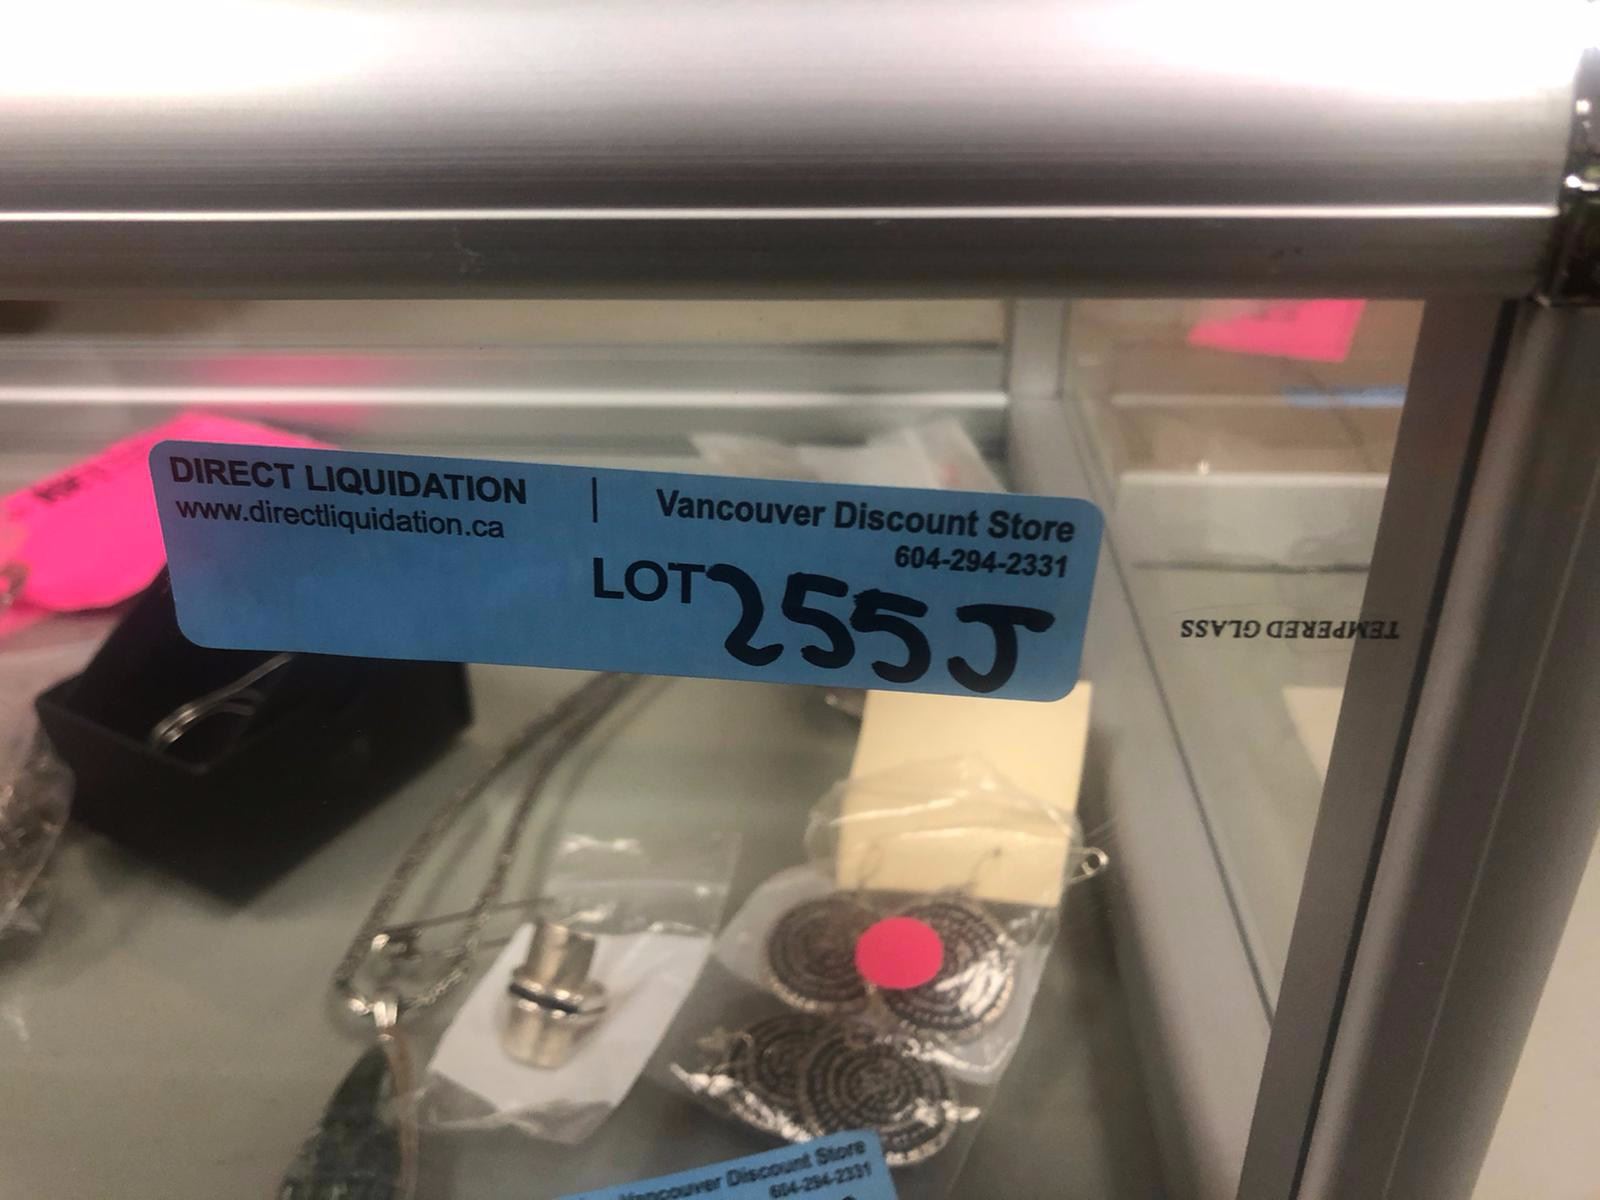 DIRECT LIQUIDATION | Vancouver Discount Store
www.directliquidation.ca
604-294-2331
LOT 255J
TEMPERED GLASS
Vancouver Discount Store
604-294-2331